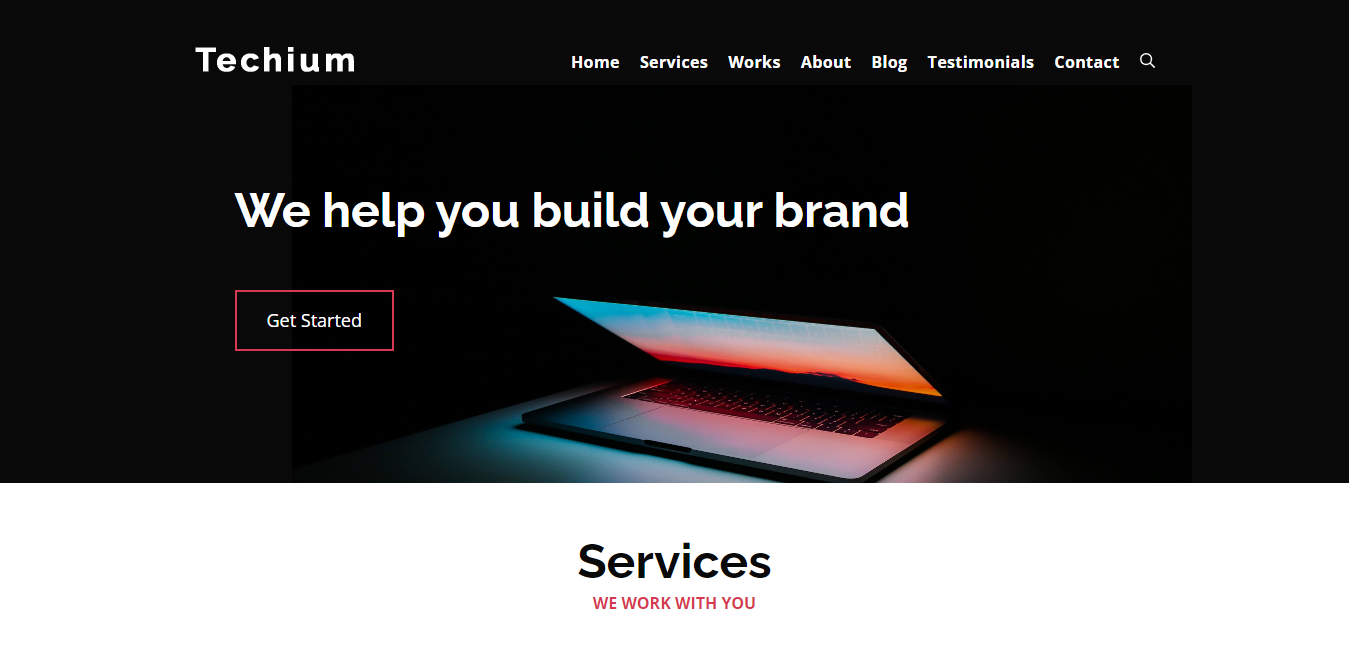 Techium
Home Services Works About Blog Testimonials Contact
We help you build your brand
Get Started
Services
WE WORK WITH YOU